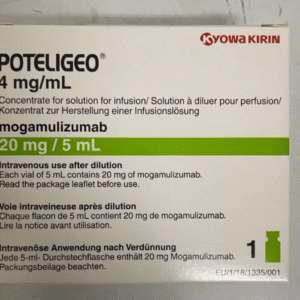 KYOWA KIRIN
POTELIGEO®
4 mg/mL
Concentrate for solution for infusion/ Solution à diluer pour perfusion/
Konzentrat zur Herstellung einer Infusionslösung
mogamulizumab
20 mg / 5 mL
Intravenous use after dilution
Each vial of 5 mL contains 20 mg of mogamulizumab.
Read the package leaflet before use.
Voie intraveineuse après dilution
Chaque flacon de 5 mL contient 20 mg de mogamulizumab.
Lire la notice avant utilisation.
Intravenöse Anwendung nach Verdünnung
Jede 5-ml- Durchstechflasche enthält 20 mg Mogamulizumab.
Packungsbeilage beachten.
1
EU/1/18/1335/001